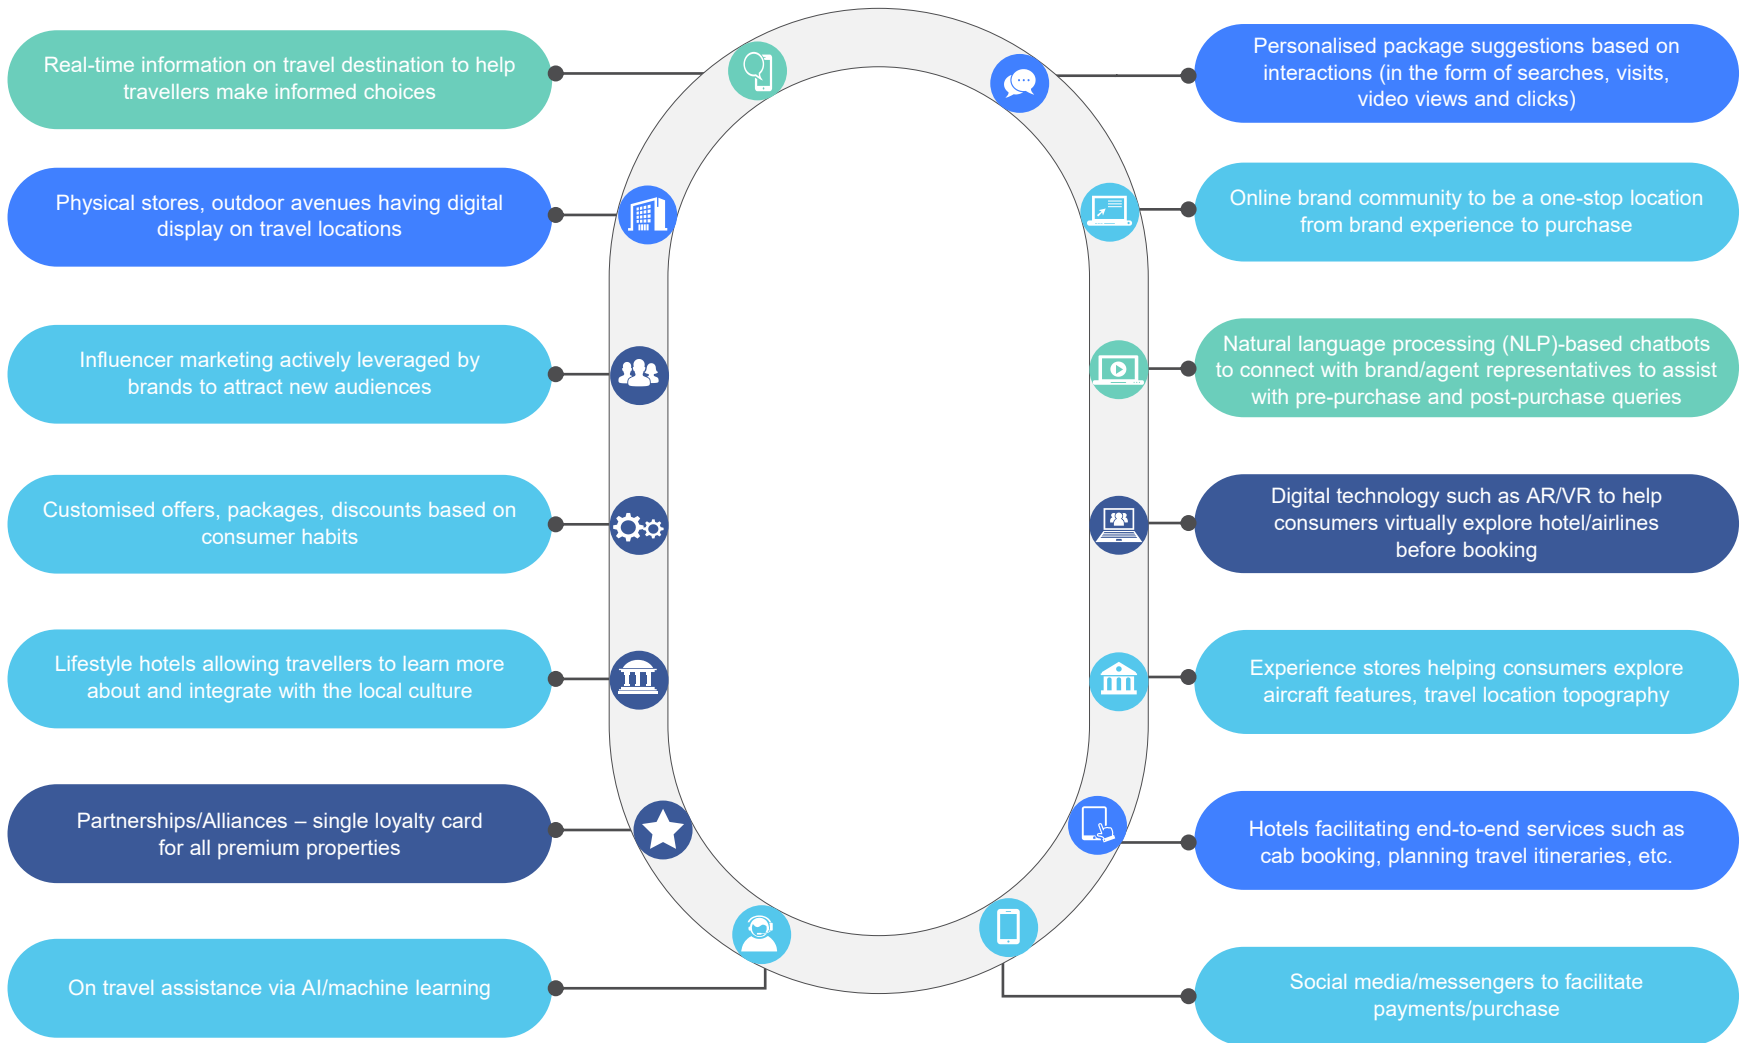 Real-time information on travel destination to help
travellers make informed choices
Physical stores, outdoor avenues having digital
display on travel locations
Influencer marketing actively leveraged by
brands to attract new audiences
Customised offers, packages, discounts based on
consumer habits
Lifestyle hotels allowing travellers to learn more
about and integrate with the local culture
Partnerships/Alliances – single loyalty card
for all premium properties
On travel assistance via AI/machine learning
Personalised package suggestions based on
interactions (in the form of searches, visits,
video views and clicks)
Online brand community to be a one-stop location
from brand experience to purchase
Natural language processing (NLP)-based chatbots
to connect with brand/agent representatives to assist
with pre-purchase and post-purchase queries
Digital technology such as AR/VR to help
consumers virtually explore hotel/airlines
before booking
Experience stores helping consumers explore
aircraft features, travel location topography
Hotels facilitating end-to-end services such as
cab booking, planning travel itineraries, etc.
Social media/messengers to facilitate
payments/purchase